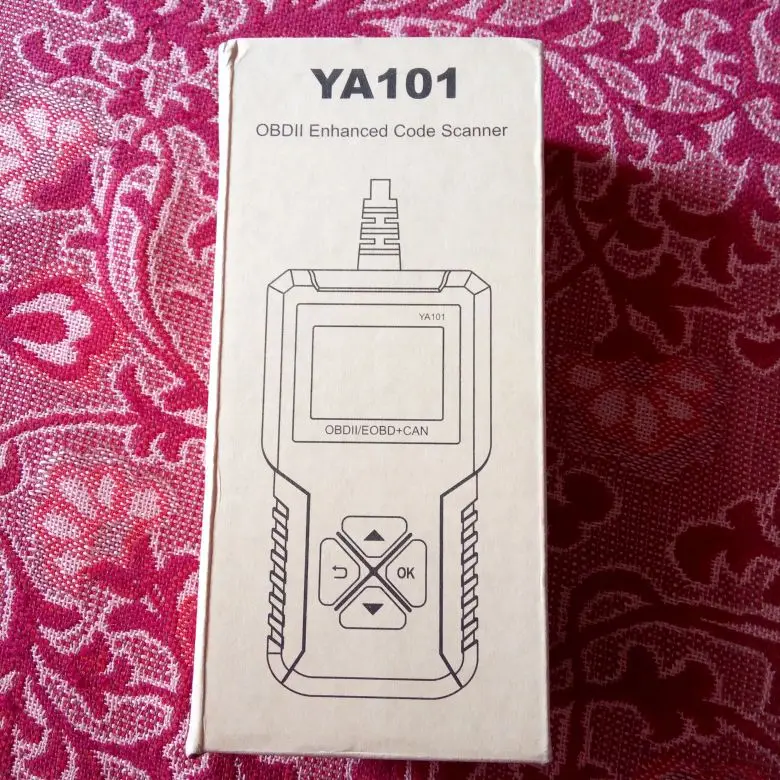 YA101
OBDII Enhanced Code Scanner
YA101
OBDII/EOBD+CAN
OK